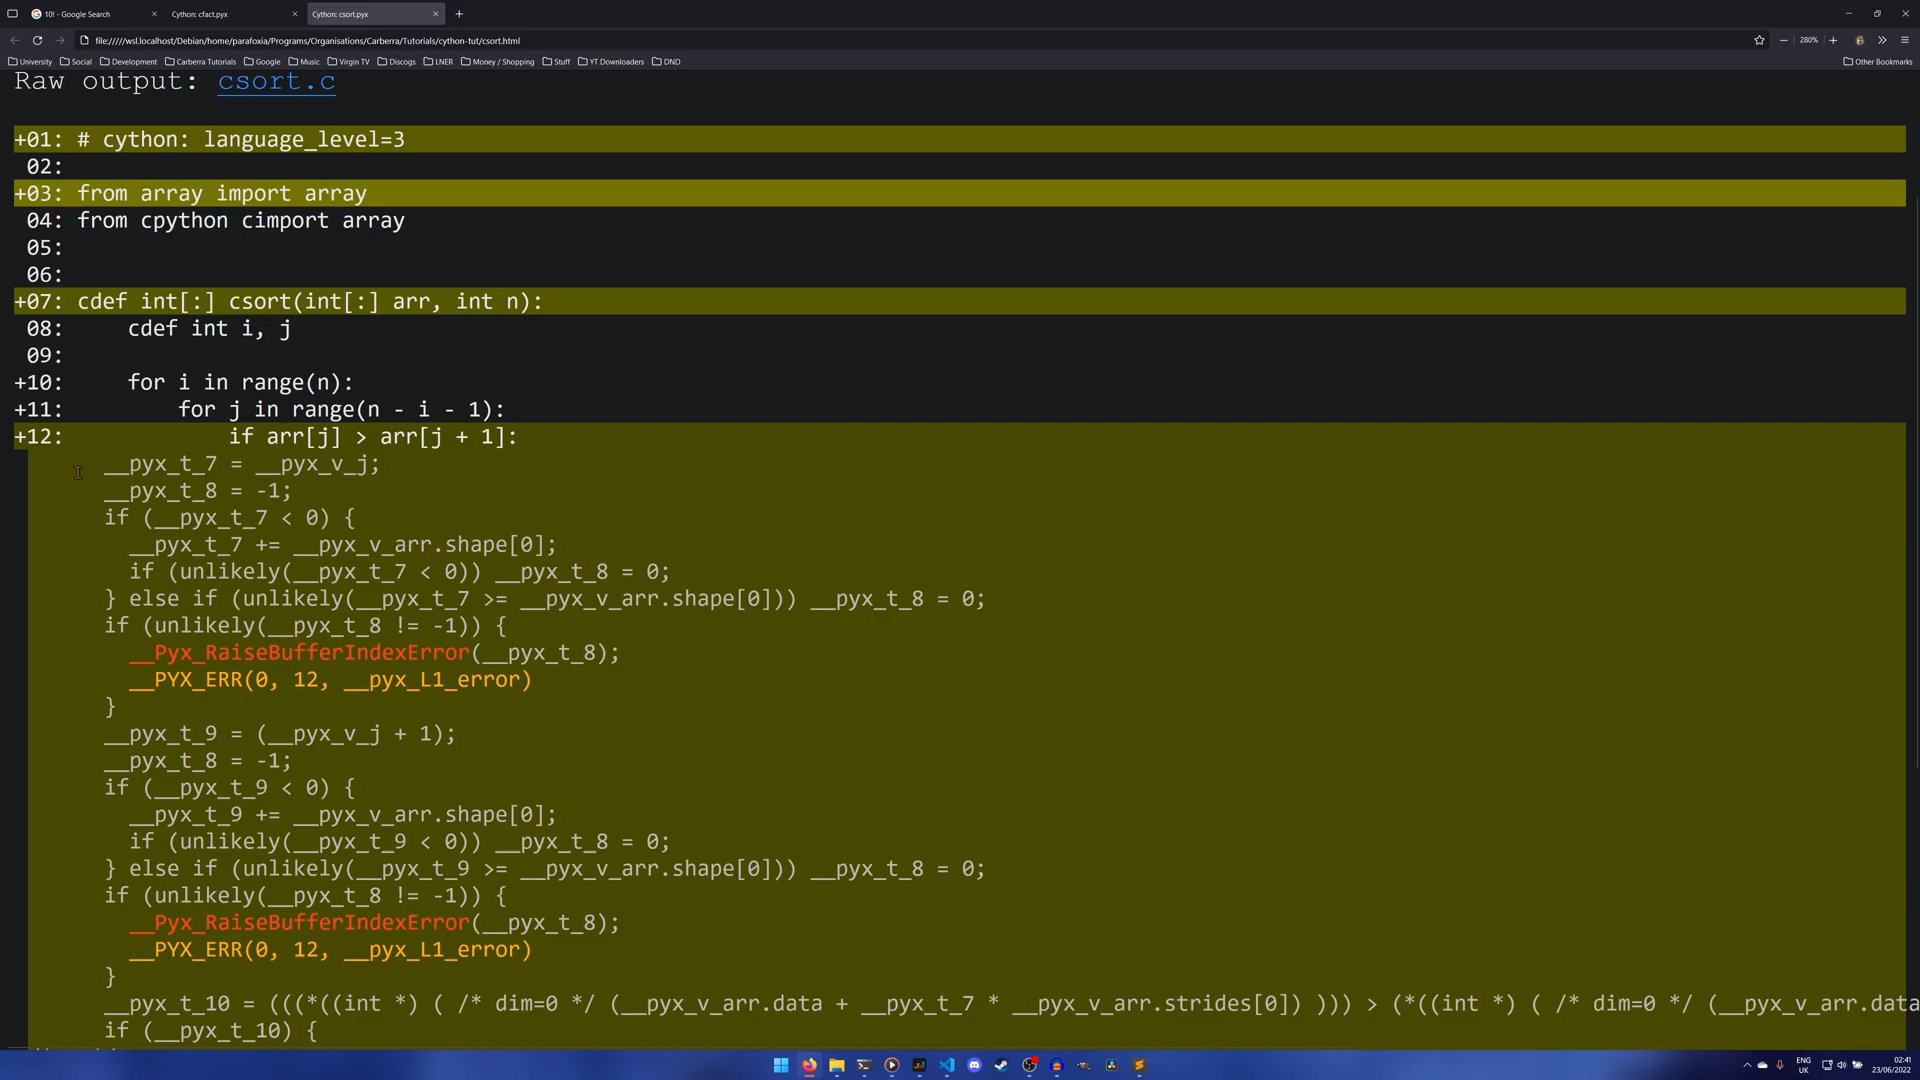 10! - Google Search
Cython: cfact.pyx
Cython: csort.pyx
file://///wsl.localhost/Debian/home/parafoxia/Programs/Organisations/Carberra/Tutorials/cython-tut/csort.html
280%
University
Social
Development
Carberra Tutorials
Google
Music
Virgin TV
Discogs
LNER
Money / Shopping
Stuff
YT Downloaders
DND
Other Bookmarks
Raw output: csort.c
+01: # cython: language_level=3
02:
+03: from array import array
04: from cpython cimport array
05:
06:
+07: cdef int[:] csort(int[:] arr, int n):
08:     cdef int i, j
09:
+10:     for i in range(n):
+11:         for j in range(n - i - 1):
+12:             if arr[j] > arr[j + 1]:
__pyx_t_7 = __pyx_v_j;
__pyx_t_8 = -1;
if (__pyx_t_7 < 0) {
__pyx_t_7 += __pyx_v_arr.shape[0];
if (unlikely(__pyx_t_7 < 0)) __pyx_t_8 = 0;
} else if (unlikely(__pyx_t_7 >= __pyx_v_arr.shape[0])) __pyx_t_8 = 0;
if (unlikely(__pyx_t_8 != -1)) {
__Pyx_RaiseBufferIndexError(__pyx_t_8);
__PYX_ERR(0, 12, __pyx_L1_error)
}
__pyx_t_9 = (__pyx_v_j + 1);
__pyx_t_8 = -1;
if (__pyx_t_9 < 0) {
__pyx_t_9 += __pyx_v_arr.shape[0];
if (unlikely(__pyx_t_9 < 0)) __pyx_t_8 = 0;
} else if (unlikely(__pyx_t_9 >= __pyx_v_arr.shape[0])) __pyx_t_8 = 0;
if (unlikely(__pyx_t_8 != -1)) {
__Pyx_RaiseBufferIndexError(__pyx_t_8);
__PYX_ERR(0, 12, __pyx_L1_error)
}
__pyx_t_10 = (((*((int *) ( /* dim=0 */ (__pyx_v_arr.data + __pyx_t_7 * __pyx_v_arr.strides[0]) ))) > (*((int *) ( /* dim=0 */ (__pyx_v_arr.data
if (__pyx_t_10) {
ENG
UK
02:41
23/06/2022